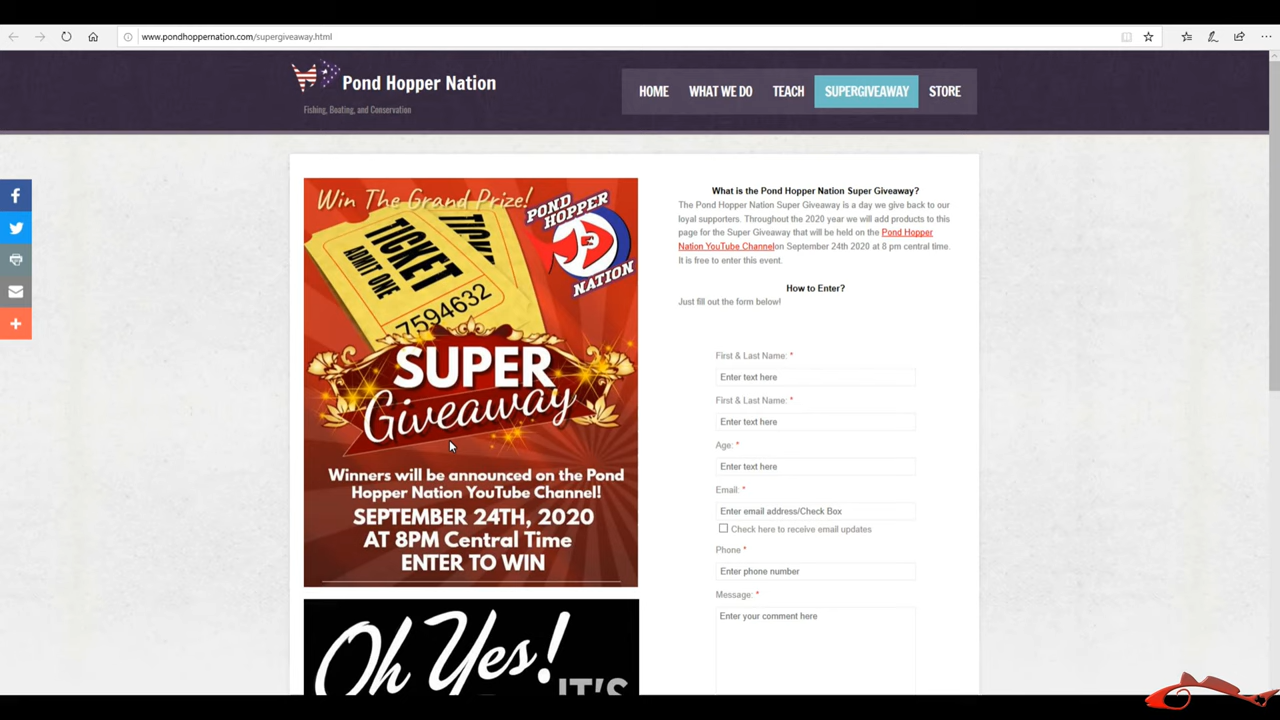 www.pondhoppernation.com/supergiveaway.html
Pond Hopper Nation
Fishing, Boating, and Conservation
HOME WHAT WE DO TEACH SUPERGIVEAWAY STORE
Win The Grand Prize!
POND HOPPER
NATION
TICKET
ADMIT ONE
7594632
SUPER
Giveaway
Winners will be announced on the Pond
Hopper Nation YouTube Channel!
SEPTEMBER 24TH, 2020
AT 8PM Central Time
ENTER TO WIN
Oh Yes!
IT'S
What is the Pond Hopper Nation Super Giveaway?
The Pond Hopper Nation Super Giveaway is a day we give back to our
loyal supporters. Throughout the 2020 year we will add products to this
page for the Super Giveaway that will be held on the Pond Hopper
Nation YouTube Channelon September 24th 2020 at 8 pm central time.
It is free to enter this event.
How to Enter?
Just fill out the form below!
First & Last Name: *
Enter text here
First & Last Name: *
Enter text here
Age: *
Enter text here
Email: *
Enter email address/Check Box
Check here to receive email updates
Phone *
Enter phone number
Message: *
Enter your comment here